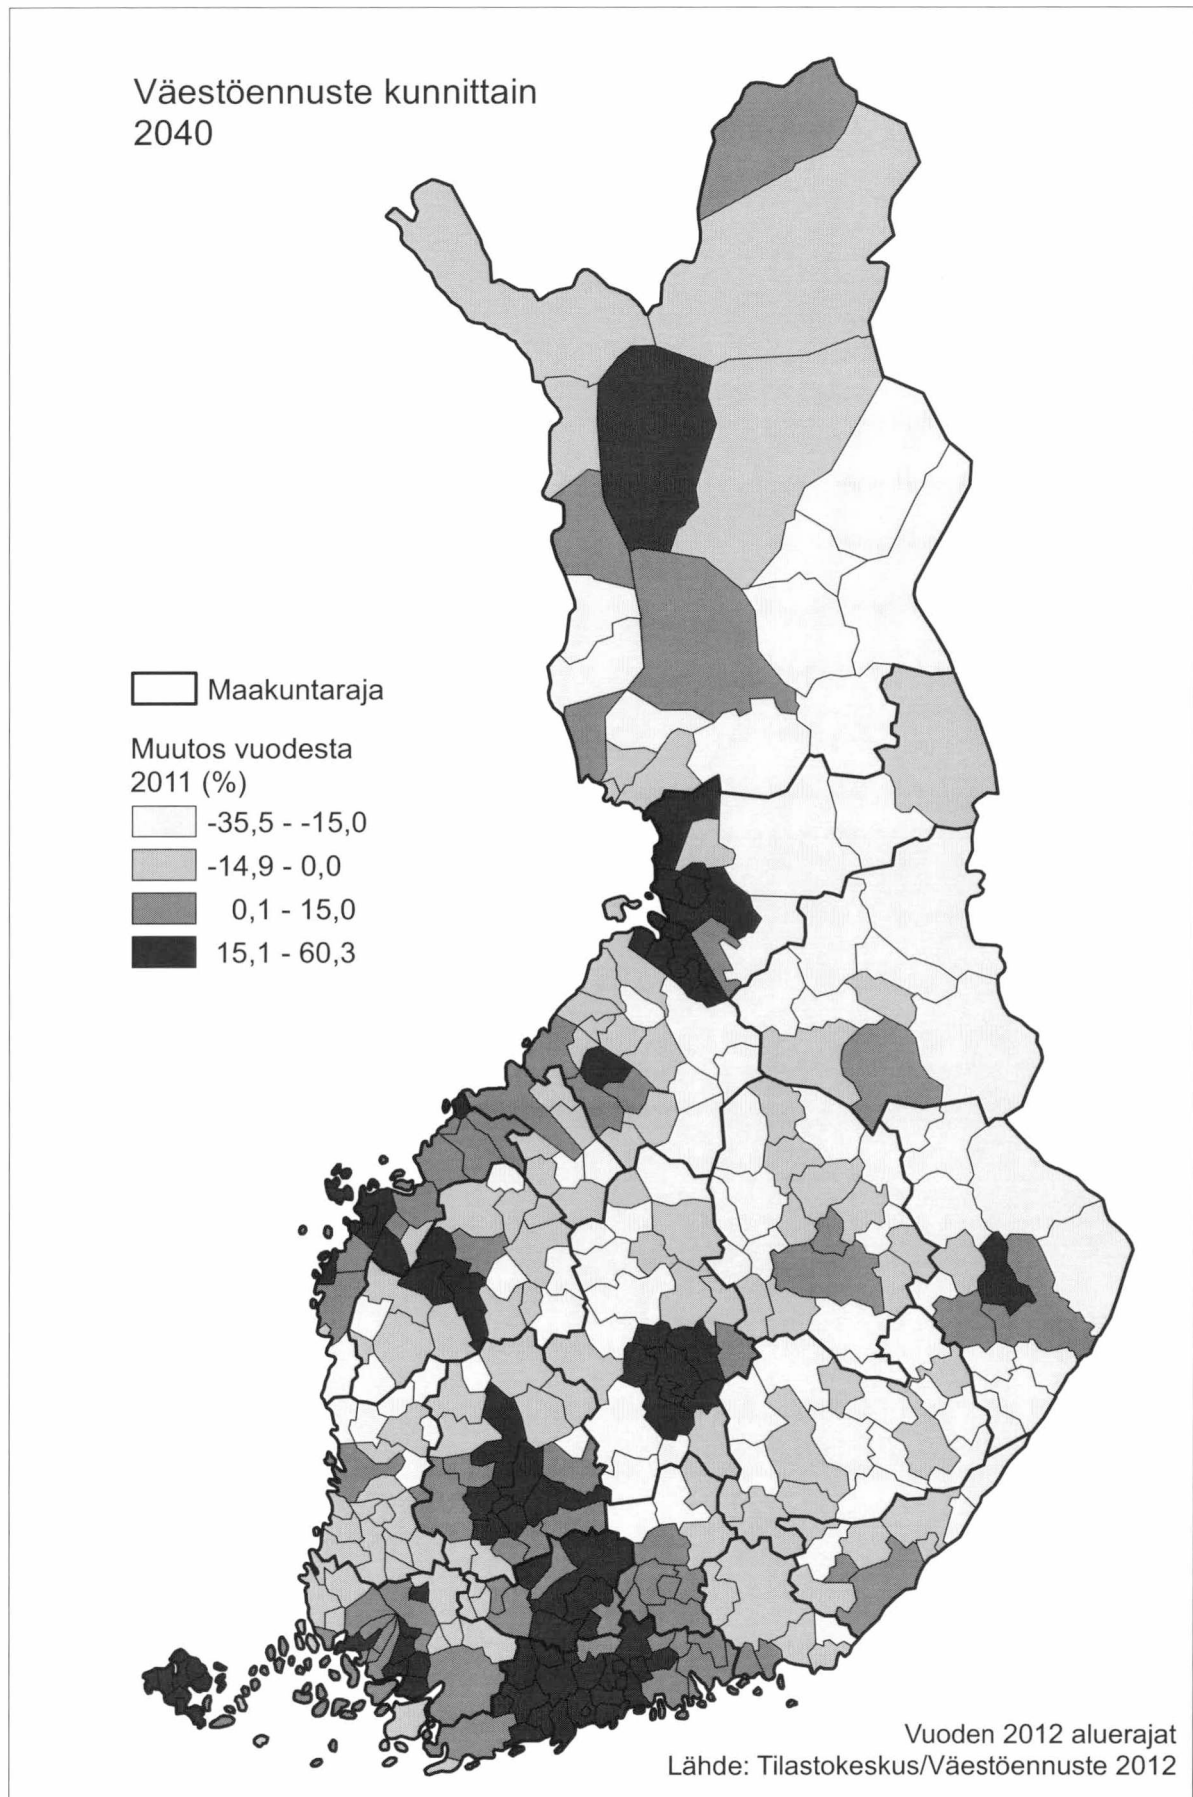 Väestöennuste kunnittain
2040
Maakuntaraja
Muutos vuodesta
2011 (%)
-35,5 - -15,0
-14,9 - 0,0
0,1 - 15,0
15,1 - 60,3
Vuoden 2012 aluerajat
Lähde: Tilastokeskus/Väestöennuste 2012